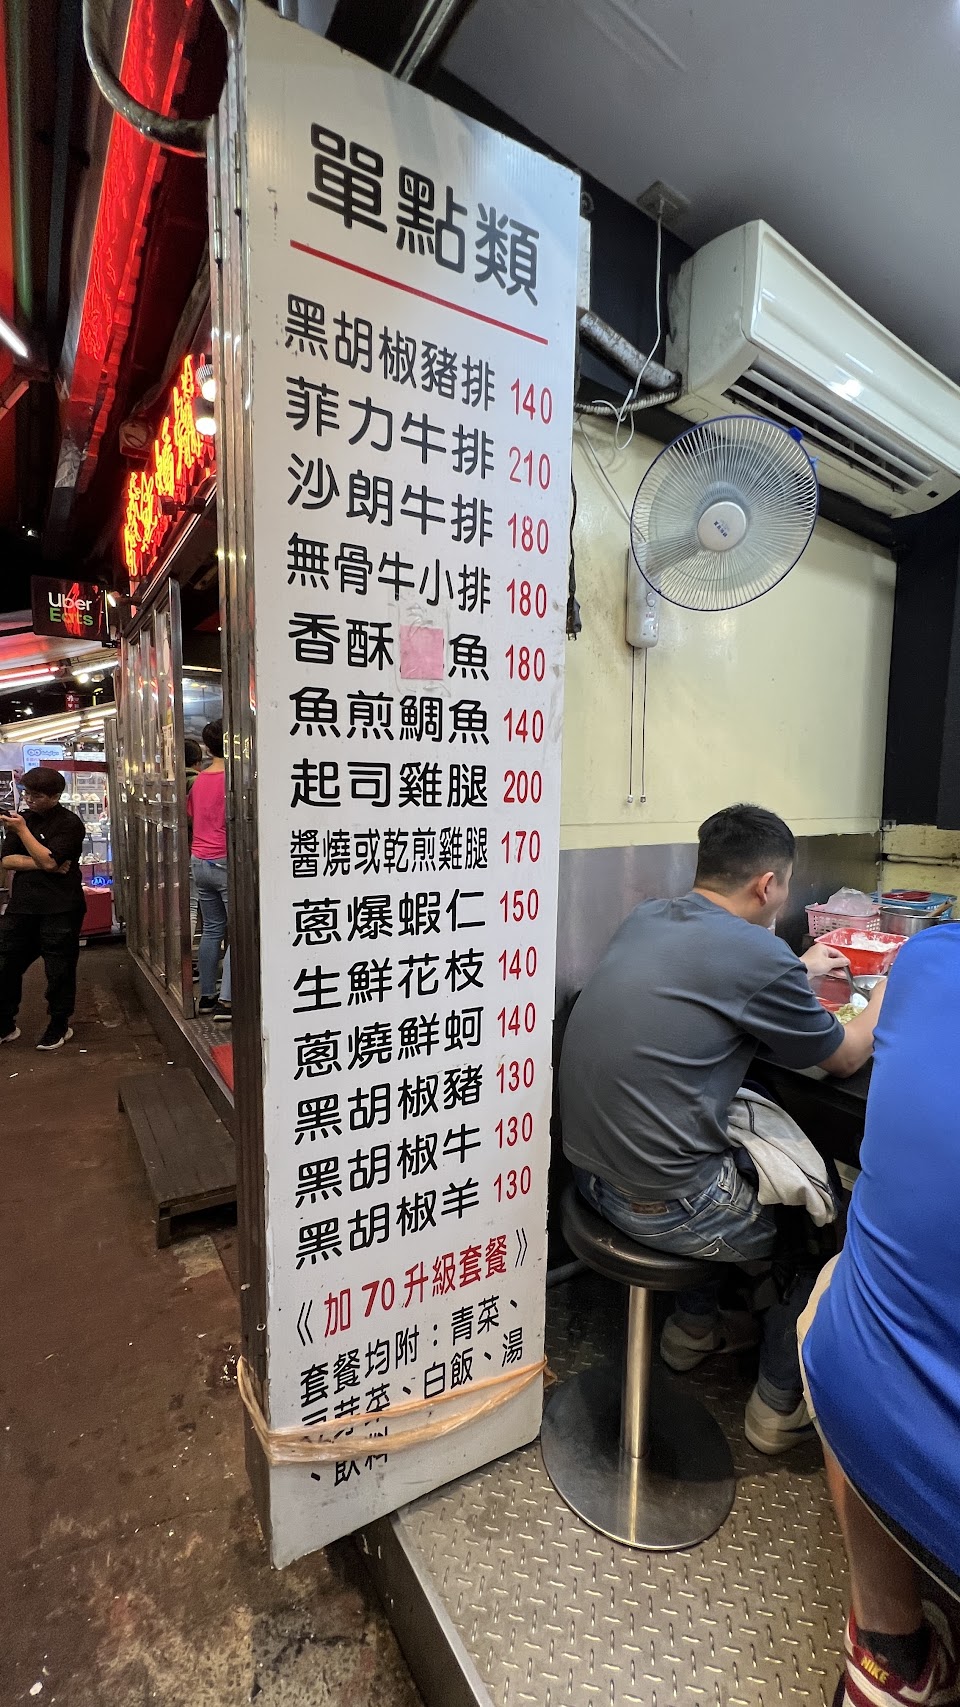 單點類
黑胡椒豬排 140
菲力牛排 210
沙朗牛排 180
無骨牛小排 180
香酥 魚 180
魚煎鯛魚 140
起司雞腿 200
醬燒或乾煎雞腿 170
蔥爆蝦仁 150
生鮮花枝 140
蔥燒鮮蚵 140
黑胡椒豬 130
黑胡椒牛 130
黑胡椒羊 130
《加70升級套餐》
套餐均附：青菜、
豆芽菜、白飯、湯
、飲料
Uber
Eats
NIKE